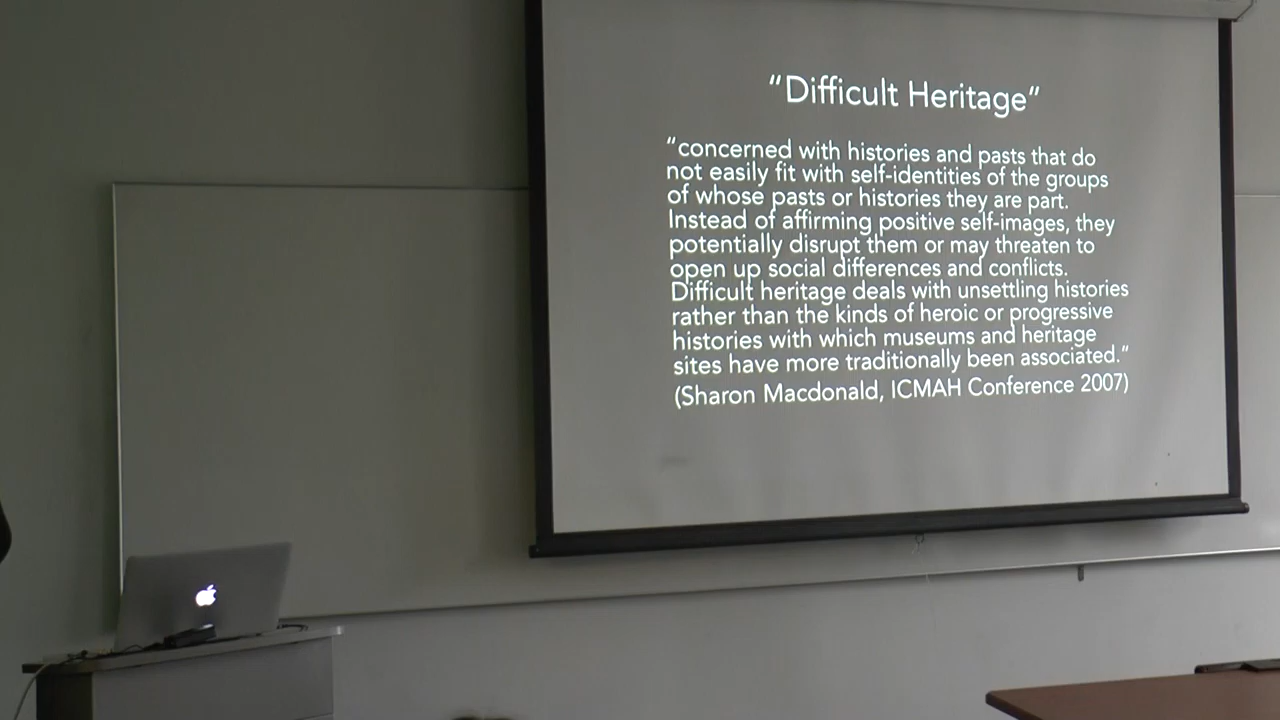 “Difficult Heritage”
“concerned with histories and pasts that do
not easily fit with self-identities of the groups
of whose pasts or histories they are part.
Instead of affirming positive self-images, they
potentially disrupt them or may threaten to
open up social differences and conflicts.
Difficult heritage deals with unsettling histories
rather than the kinds of heroic or progressive
histories with which museums and heritage
sites have more traditionally been associated.”
(Sharon Macdonald, ICMAH Conference 2007)